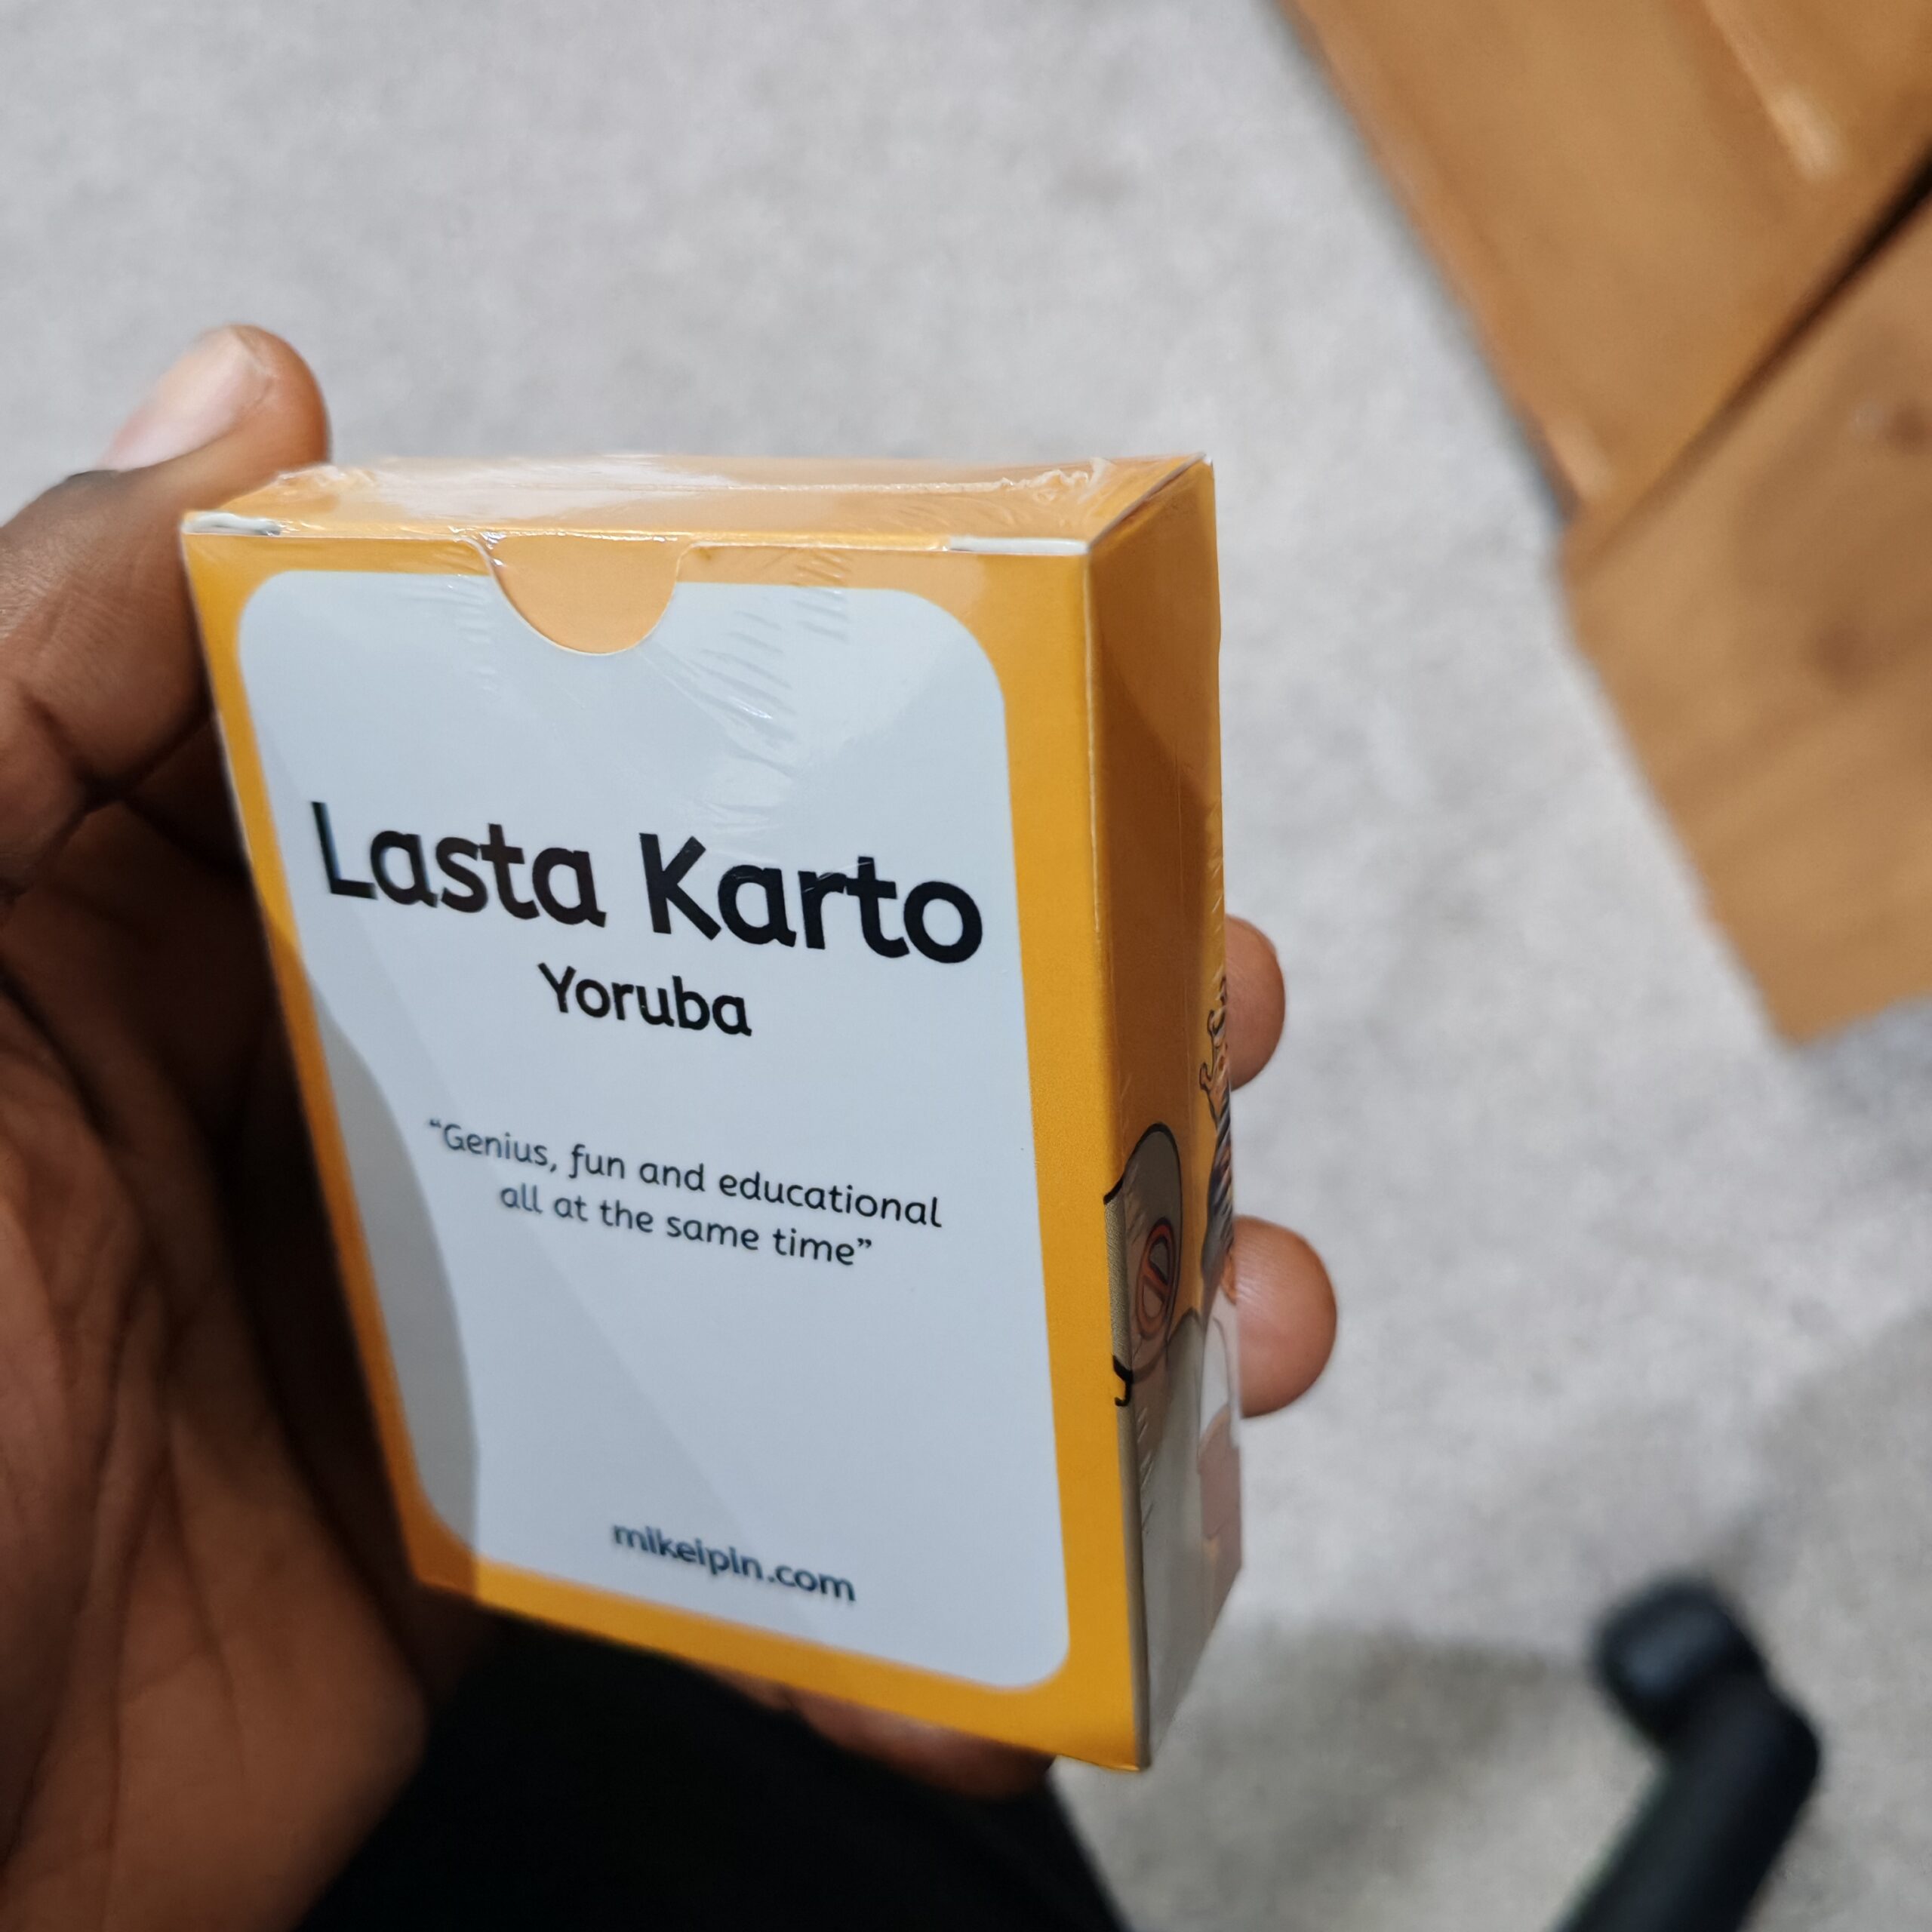 Lasta Karto
Yoruba
“Genius, fun and educational
all at the same time”
mikeipin.com